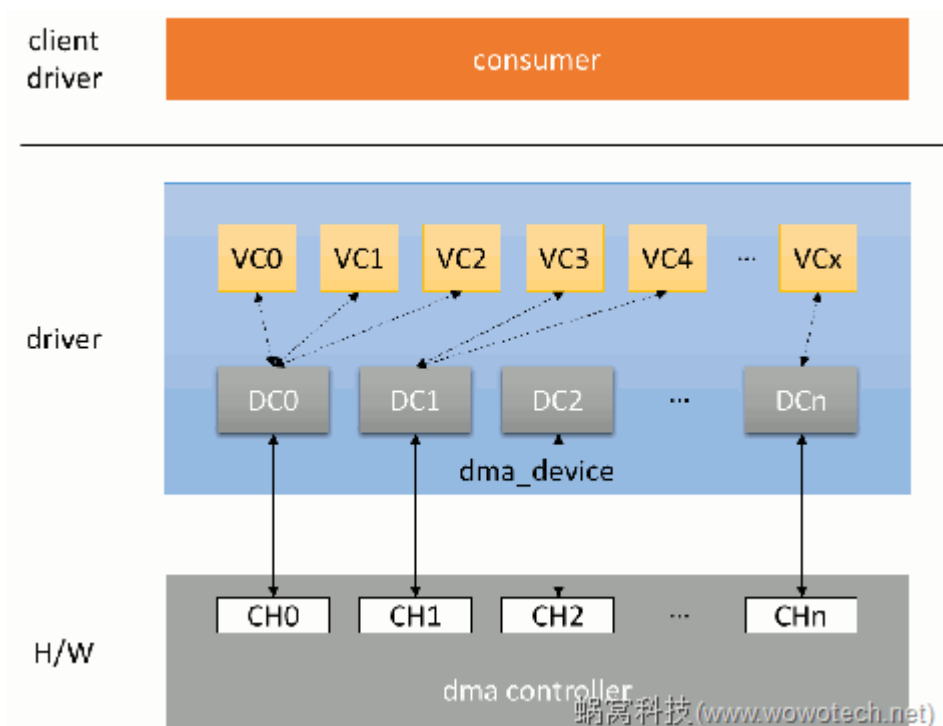 client
driver
consumer
VC0 VC1 VC2 VC3 VC4 ... VCx
driver
DC0 DC1 DC2 ... DCn
dma_device
CH0 CH1 CH2 ... CHn
H/W
dma controller
蜗窝科技(www.wowotech.net)